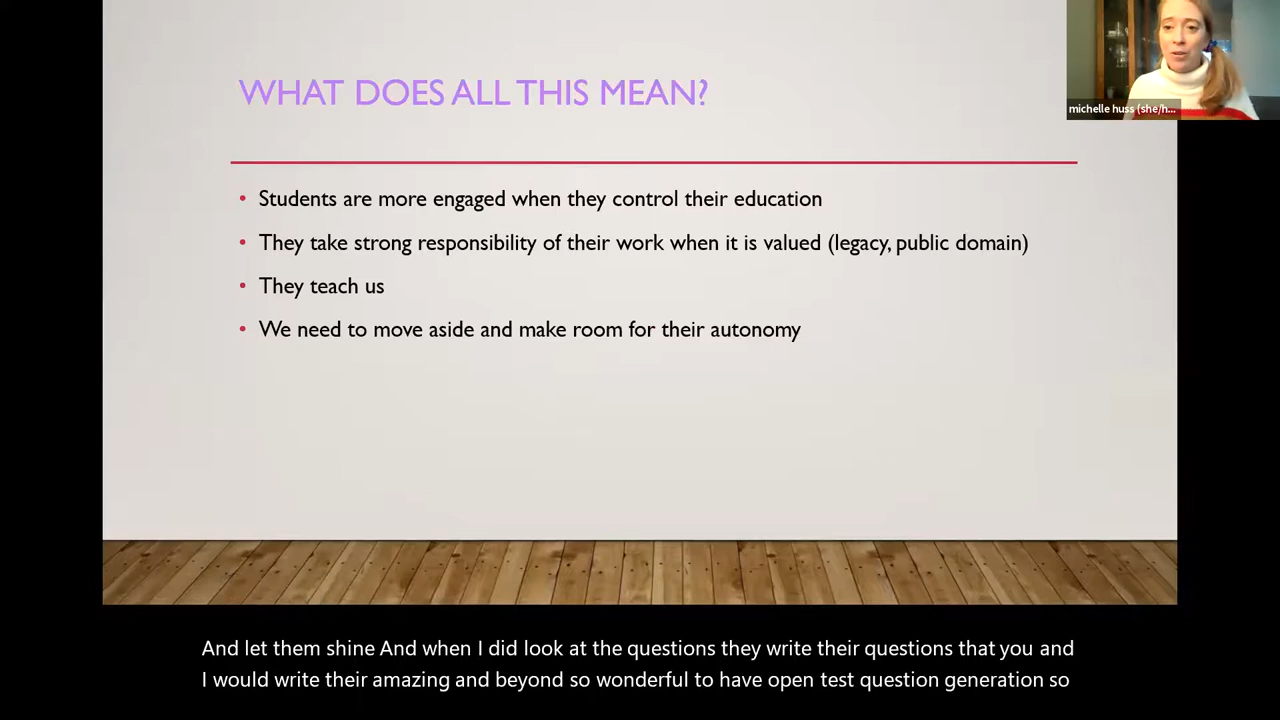 WHAT DOES ALL THIS MEAN?
michelle huss (she/h...
• Students are more engaged when they control their education
• They take strong responsibility of their work when it is valued (legacy, public domain)
• They teach us
• We need to move aside and make room for their autonomy
And let them shine And when I did look at the questions they write their questions that you and
I would write their amazing and beyond so wonderful to have open test question generation so